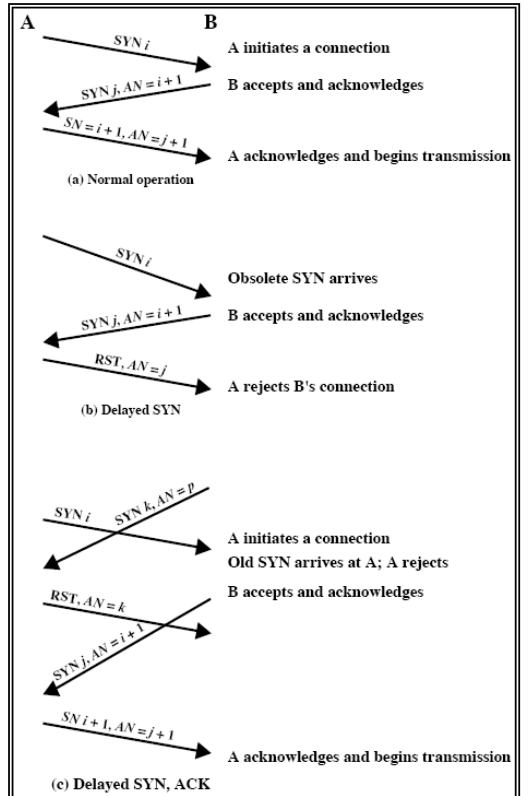 A B
SYN i
A initiates a connection
SYN j, AN = i + 1
B accepts and acknowledges
SN = i + 1, AN = j + 1
A acknowledges and begins transmission
(a) Normal operation
SYN i
Obsolete SYN arrives
SYN j, AN = i + 1
B accepts and acknowledges
RST, AN = j
A rejects B's connection
(b) Delayed SYN
SYN k, AN = p
SYN i
A initiates a connection
Old SYN arrives at A; A rejects
RST, AN = k
B accepts and acknowledges
SYN j, AN = i + 1
SN i + 1, AN = j + 1
A acknowledges and begins transmission
(c) Delayed SYN, ACK